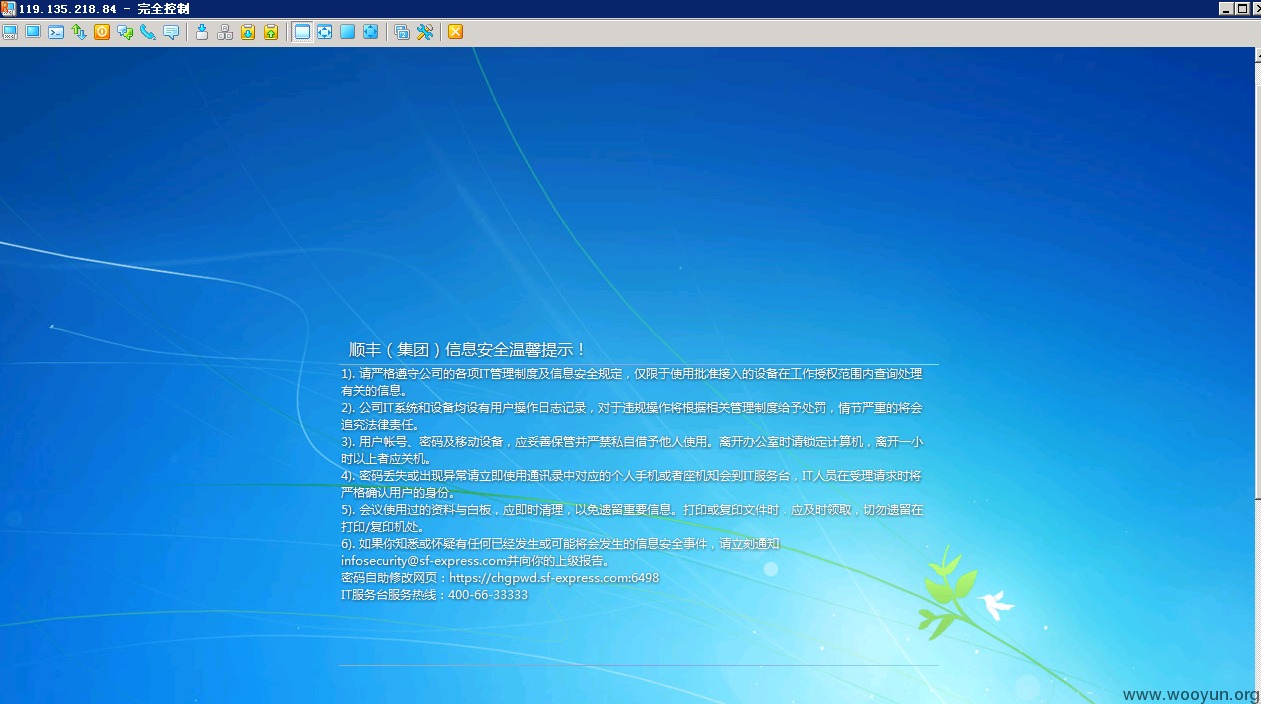 119.135.218.84 - 完全控制
顺丰（集团）信息安全温馨提示！
1). 请严格遵守公司的各项IT管理制度及信息安全规定，仅限于使用批准接入的设备在工作授权范围内查询处理
有关的信息。
2). 公司IT系统和设备均设有用户操作日志记录，对于违规操作将根据相关管理制度给予处罚，情节严重的将会
追究法律责任。
3). 用户帐号、密码及移动设备，应妥善保管并严禁私自借予他人使用。离开办公室时请锁定计算机，离开一小
时以上者应关机。
4). 密码丢失或出现异常请立即使用通讯录中对应的个人手机或者座机知会到IT服务台，IT人员在受理请求时将
严格确认用户的身份。
5). 会议使用过的资料与白板，应即时清理，以免遗留重要信息。打印或复印文件时．应及时领取，切勿遗留在
打印/复印机处。
6). 如果你知悉或怀疑有任何已经发生或可能将会发生的信息安全事件，请立刻通知
infosecurity@sf-express.com并向你的上级报告。
密码自助修改网页：https://chgpwd.sf-express.com:6498
IT服务台服务热线：400-66-33333
www.wooyun.org